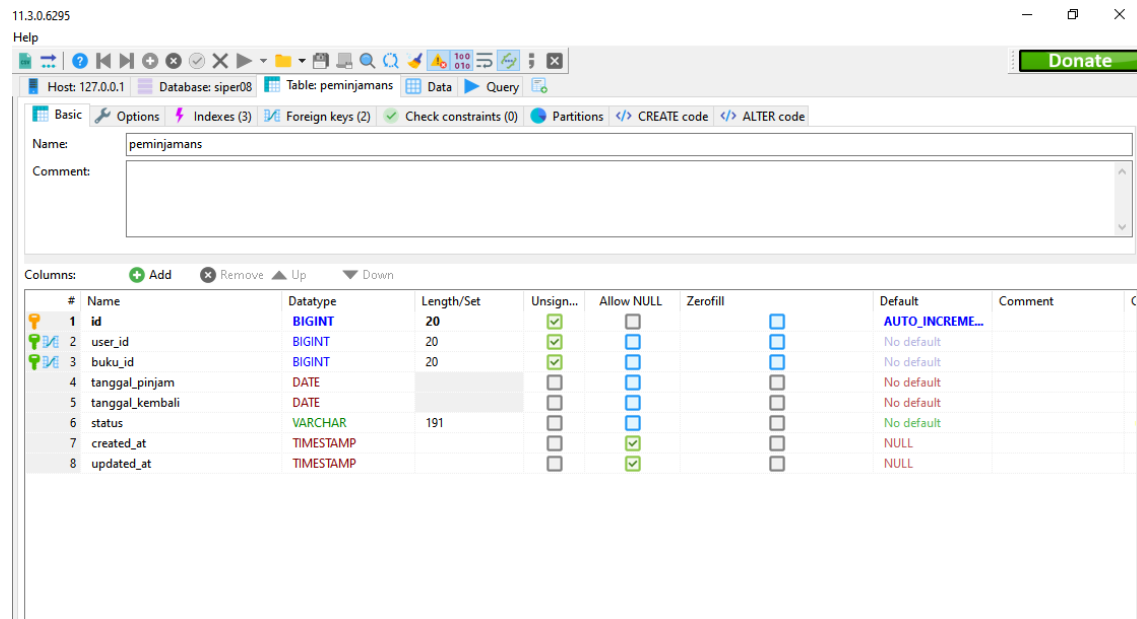 11.3.0.6295
Help
Donate
Host: 127.0.0.1 Database: siper08 Table: peminjamans Data Query
Basic Options Indexes (3) Foreign keys (2) Check constraints (0) Partitions CREATE code ALTER code
Name: peminjamans
Comment:
Columns: Add Remove Up Down
# Name Datatype Length/Set Unsign... Allow NULL Zerofill Default Comment C
1 id BIGINT 20 AUTO_INCREME...
2 user_id BIGINT 20 No default
3 buku_id BIGINT 20 No default
4 tanggal_pinjam DATE No default
5 tanggal_kembali DATE No default
6 status VARCHAR 191 No default
7 created_at TIMESTAMP NULL
8 updated_at TIMESTAMP NULL